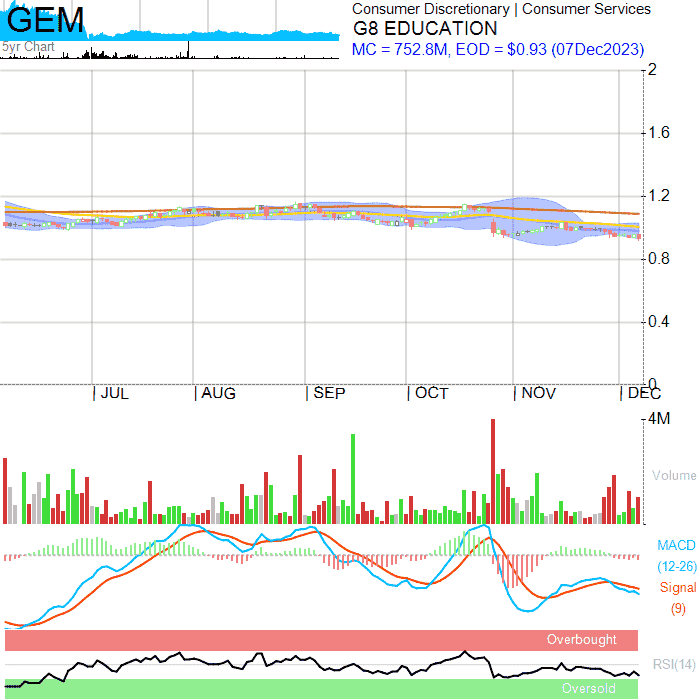 GEM
5yr Chart
Consumer Discretionary | Consumer Services
G8 EDUCATION
MC = 752.8M, EOD = $0.93 (07Dec2023)
2
1.6
1.2
0.8
0.4
0
JUL AUG SEP OCT NOV DEC
4M
Volume
MACD
(12-26)
Signal
(9)
Overbought
RSI(14)
Oversold